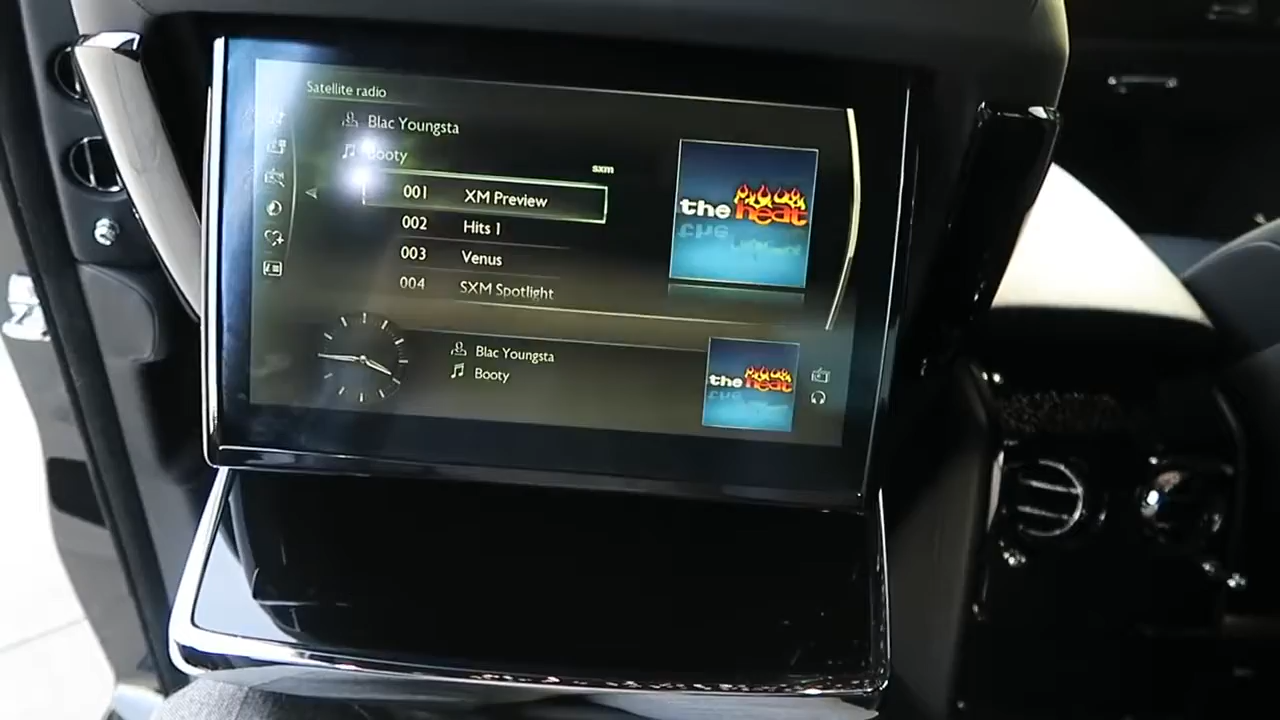 Satellite radio
Blac Youngsta
Booty
sxm
001 XM Preview
002 Hits 1
003 Venus
004 SXM Spotlight
the heat
Blac Youngsta
Booty
the heat